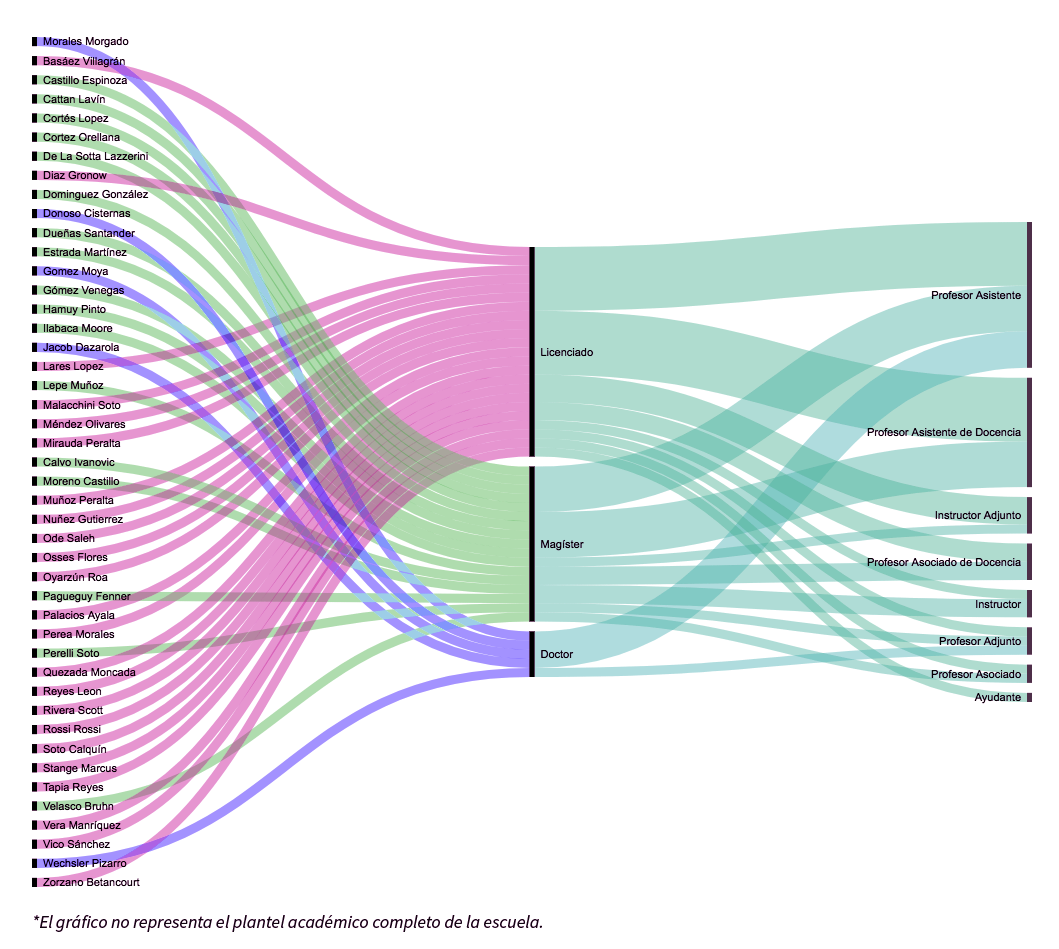 Morales Morgado
Basáez Villagrán
Castillo Espinoza
Cattan Lavín
Cortés Lopez
Cortez Orellana
De La Sotta Lazzerini
Diaz Gronow
Dominguez González
Donoso Cisternas
Dueñas Santander
Estrada Martínez
Gomez Moya
Gómez Venegas
Hamuy Pinto
Ilabaca Moore
Jacob Dazarola
Lares Lopez
Lepe Muñoz
Malacchini Soto
Méndez Olivares
Mirauda Peralta
Calvo Ivanovic
Moreno Castillo
Muñoz Peralta
Nuñez Gutierrez
Ode Saleh
Osses Flores
Oyarzún Roa
Pagueguy Fenner
Palacios Ayala
Perea Morales
Perelli Soto
Quezada Moncada
Reyes Leon
Rivera Scott
Rossi Rossi
Soto Calquín
Stange Marcus
Tapia Reyes
Velasco Bruhn
Vera Manríquez
Vico Sánchez
Wechsler Pizarro
Zorzano Betancourt
Licenciado
Magíster
Doctor
Profesor Asistente
Profesor Asistente de Docencia
Instructor Adjunto
Profesor Asociado de Docencia
Instructor
Profesor Adjunto
Profesor Asociado
Ayudante
*El gráfico no representa el plantel académico completo de la escuela.